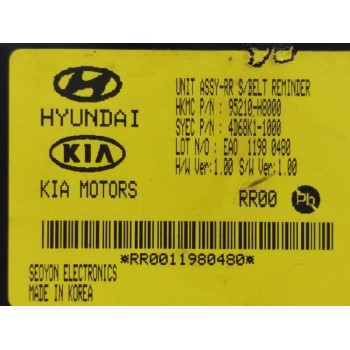 HYUNDAI
KIA
KIA MOTORS
UNIT ASSY-RR S/BELT REMINDER
HKMC P/N : 95210-H8000
SYEC P/N : 4D68K1-1000
LOT N/O : EA0 1198 0480
H/W Ver:1.00 S/W Ver:1.00
RR00 Pb
*RR0011980480*
SEOYON ELECTRONICS
MADE IN KOREA